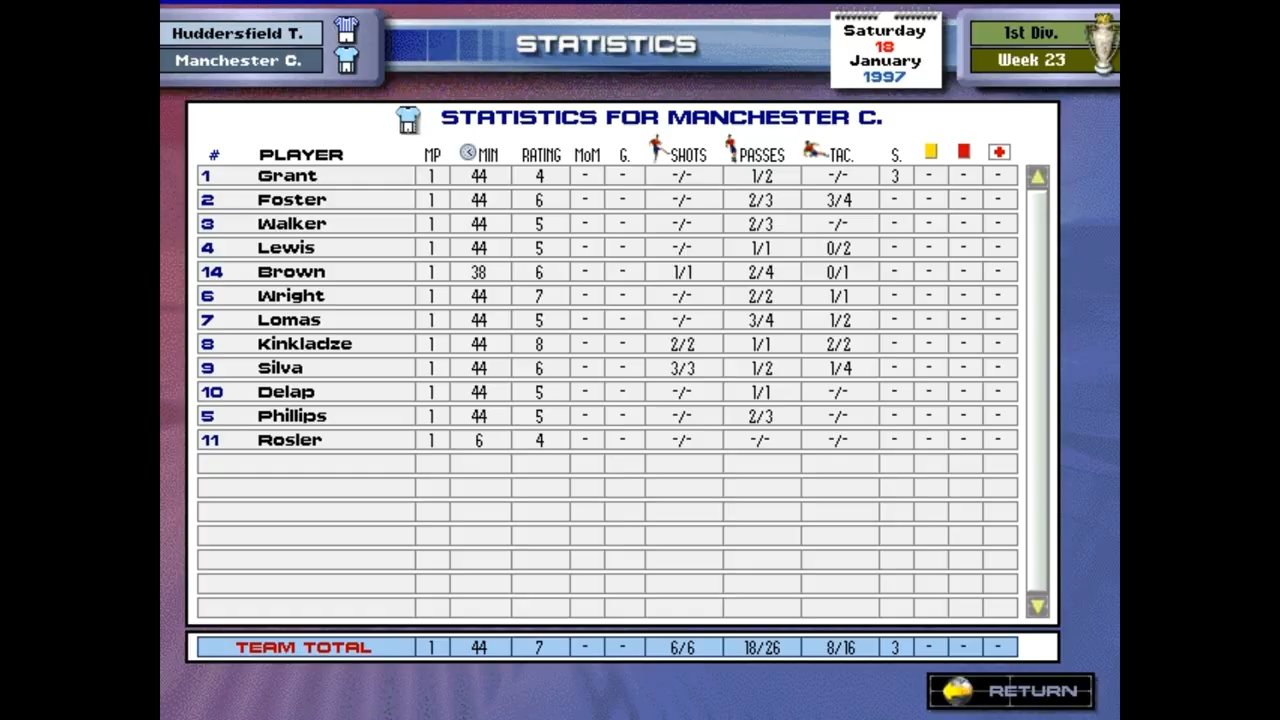 Huddersfield T.
Manchester C.
STATISTICS
Saturday
18
January
1997
1st Div.
Week 23
STATISTICS FOR MANCHESTER C.
# PLAYER MP MIN RATING MoM G. SHOTS PASSES TAC. S.
1 Grant 1 44 4 - - -/- 1/2 -/- 3 - - -
2 Foster 1 44 6 - - -/- 2/3 3/4 - - - -
3 Walker 1 44 5 - - -/- 2/3 -/- - - - -
4 Lewis 1 44 5 - - -/- 1/1 0/2 - - - -
14 Brown 1 38 6 - - 1/1 2/4 0/1 - - - -
6 Wright 1 44 7 - - -/- 2/2 1/1 - - - -
7 Lomas 1 44 5 - - -/- 3/4 1/2 - - - -
8 Kinkladze 1 44 8 - - 2/2 1/1 2/2 - - - -
9 Silva 1 44 6 - - 3/3 1/2 1/4 - - - -
10 Delap 1 44 5 - - -/- 1/1 -/- - - - -
5 Phillips 1 44 5 - - -/- 2/3 -/- - - - -
11 Rosler 1 6 4 - - -/- -/- -/- - - - -
TEAM TOTAL 1 44 7 - - 6/6 18/26 8/16 3 - - -
RETURN